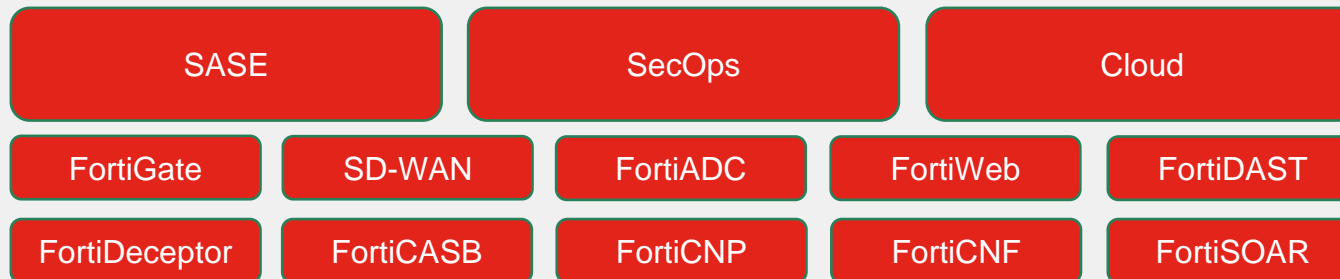 SASE SecOps Cloud
FortiGate SD-WAN FortiADC FortiWeb FortiDAST
FortiDeceptor FortiCASB FortiCNP FortiCNF FortiSOAR